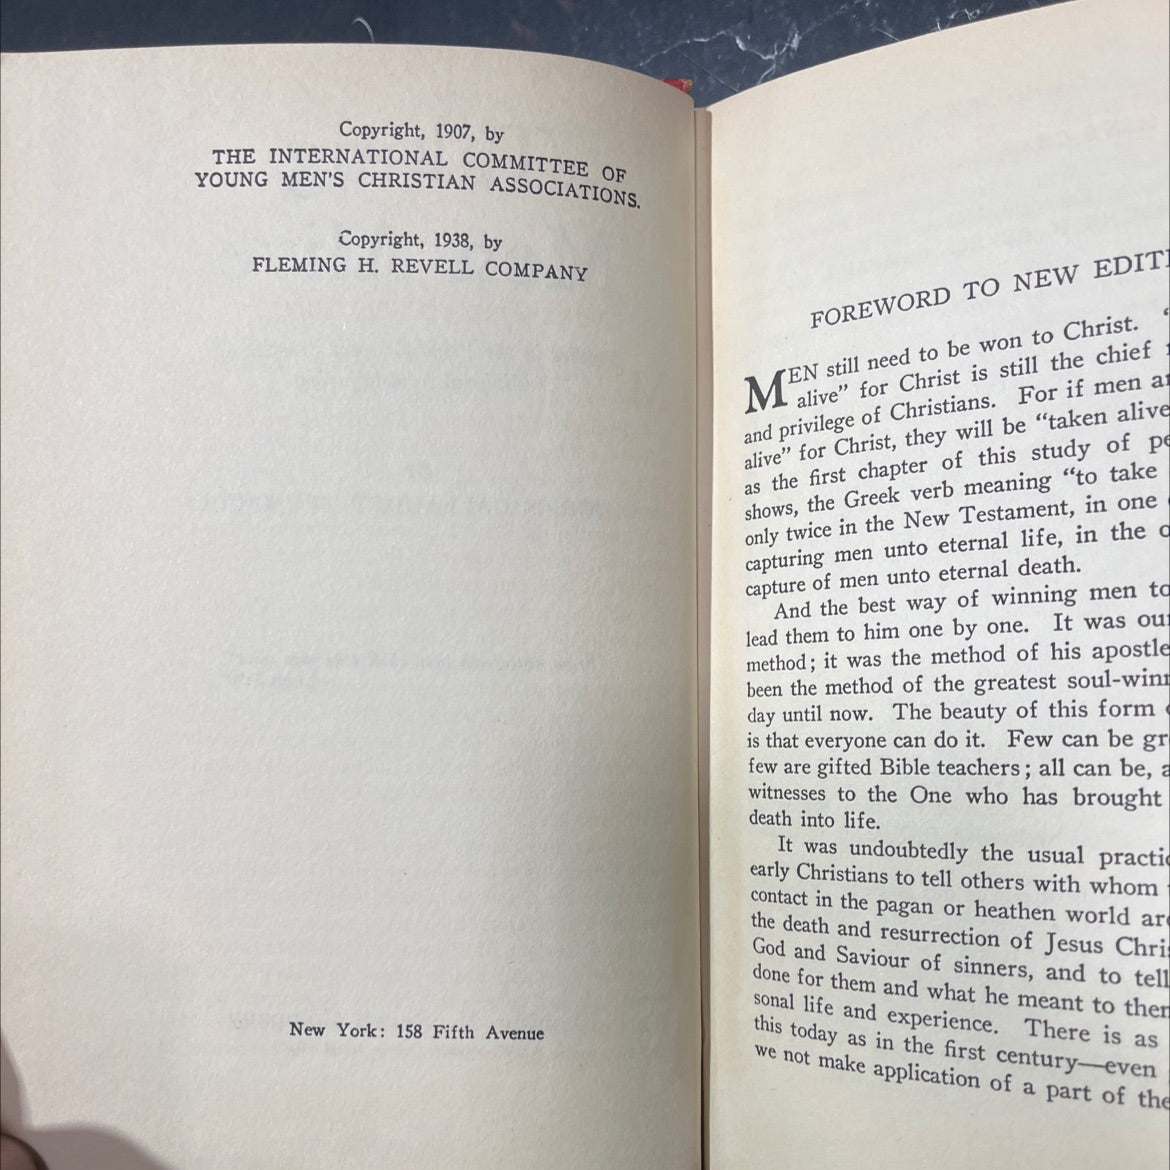 Copyright, 1907, by
THE INTERNATIONAL COMMITTEE OF
YOUNG MEN'S CHRISTIAN ASSOCIATIONS.
Copyright, 1938, by
FLEMING H. REVELL COMPANY
New York: 158 Fifth Avenue
FOREWORD TO NEW EDITI
MEN still need to be won to Christ. “
alive” for Christ is still the chief
and privilege of Christians. For if men
alive” for Christ, they will be “taken alive
as the first chapter of this study of
shows, the Greek verb meaning “to take
only twice in the New Testament, in one
capturing men unto eternal life, in the
capture of men unto eternal death.
And the best way of winning men to
lead them to him one by one. It was our
method; it was the method of his apostle
been the method of the greatest soul-winn
day until now. The beauty of this form
is that everyone can do it. Few can be gr
few are gifted Bible teachers; all can be, a
witnesses to the One who has brought
death into life.
It was undoubtedly the usual practic
early Christians to tell others with whom
contact in the pagan or heathen world aro
the death and resurrection of Jesus Chris
God and Saviour of sinners, and to tell
done for them and what he meant to them
sonal life and experience. There is as
this today as in the first century—even
we not make application of a part of the